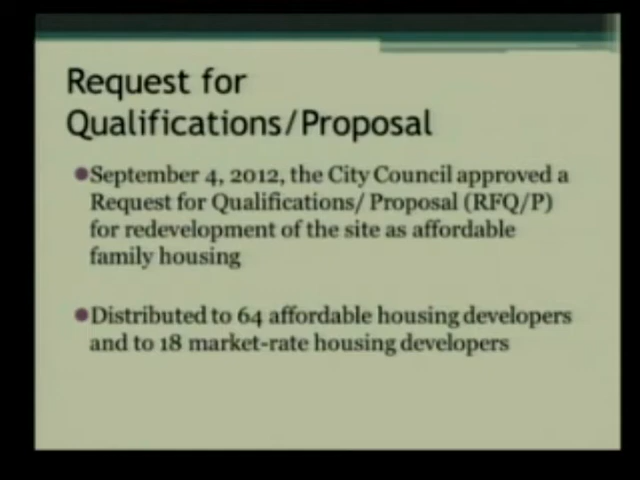 Request for
Qualifications/Proposal
September 4, 2012, the City Council approved a
Request for Qualifications/ Proposal (RFQ/P)
for redevelopment of the site as affordable
family housing
Distributed to 64 affordable housing developers
and to 18 market-rate housing developers